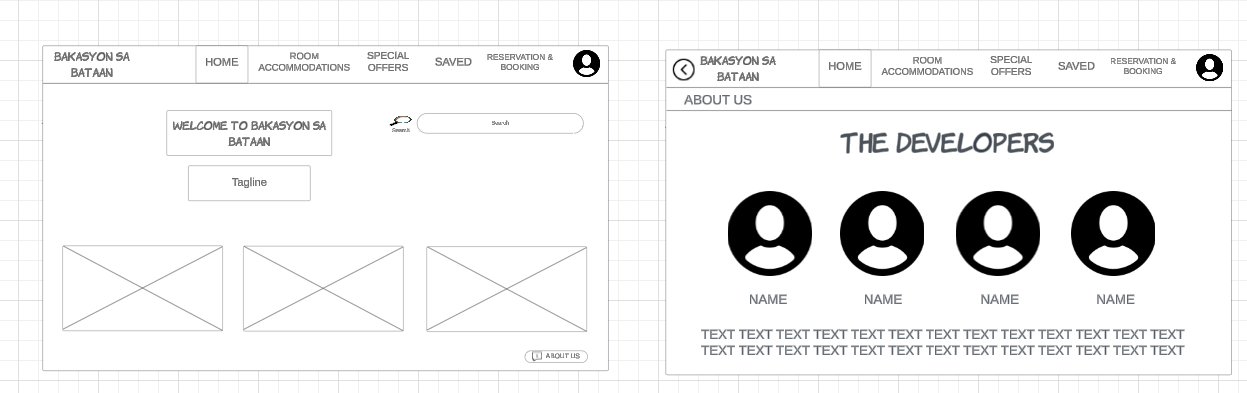 BAKASYON SA
BATAAN
HOME
ROOM
ACCOMMODATIONS
SPECIAL
OFFERS
SAVED
RESERVATION &
BOOKING
WELCOME TO BAKASYON SA
BATAAN
Search
Search
Tagline
ABOUT US
BAKASYON SA
BATAAN
HOME
ROOM
ACCOMMODATIONS
SPECIAL
OFFERS
SAVED
RESERVATION &
BOOKING
ABOUT US
THE DEVELOPERS
NAME NAME NAME NAME
TEXT TEXT TEXT TEXT TEXT TEXT TEXT TEXT TEXT TEXT TEXT TEXT TEXT
TEXT TEXT TEXT TEXT TEXT TEXT TEXT TEXT TEXT TEXT TEXT TEXT TEXT